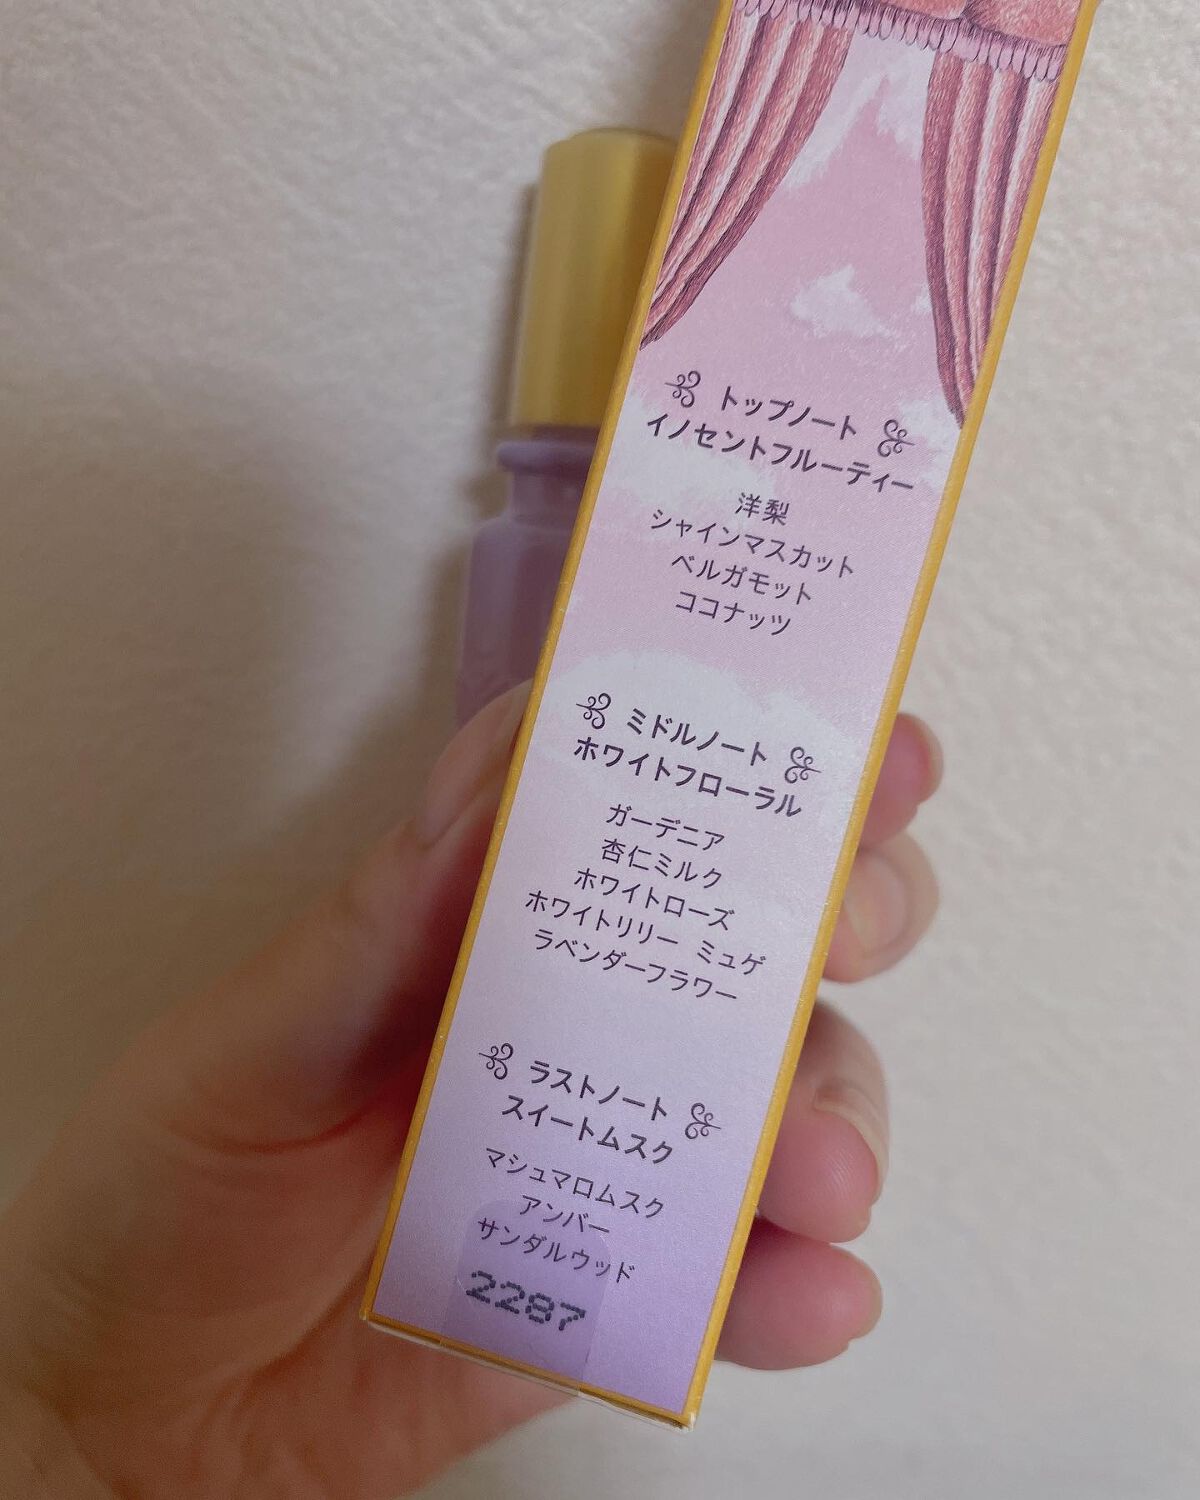 トップノート
イノセントフルーティー
洋梨
シャインマスカット
ベルガモット
ココナッツ
ミドルノート
ホワイトフローラル
ガーデニア
杏仁ミルク
ホワイトローズ
ホワイトリリー ミュゲ
ラベンダーフラワー
ラストノート
スイートムスク
マシュマロムスク
アンバー
サンダルウッド
2287